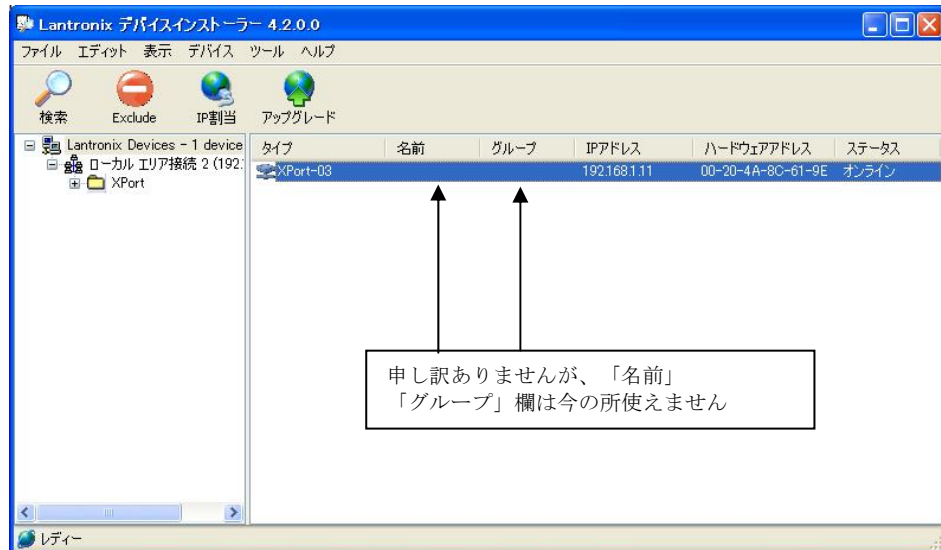 Lantronix デバイスインストーラー 4.2.0.0
ファイル エディット 表示 デバイス ツール ヘルプ
検索 Exclude IP割当 アップグレード
Lantronix Devices - 1 device
ローカル エリア接続 2 (192.
XPort
タイプ 名前 グループ IPアドレス ハードウェアアドレス ステータス
XPort-03 192.168.1.11 00-20-4A-8C-61-9E オンライン
申し訳ありませんが、「名前」
「グループ」欄は今の所使えません
レディー